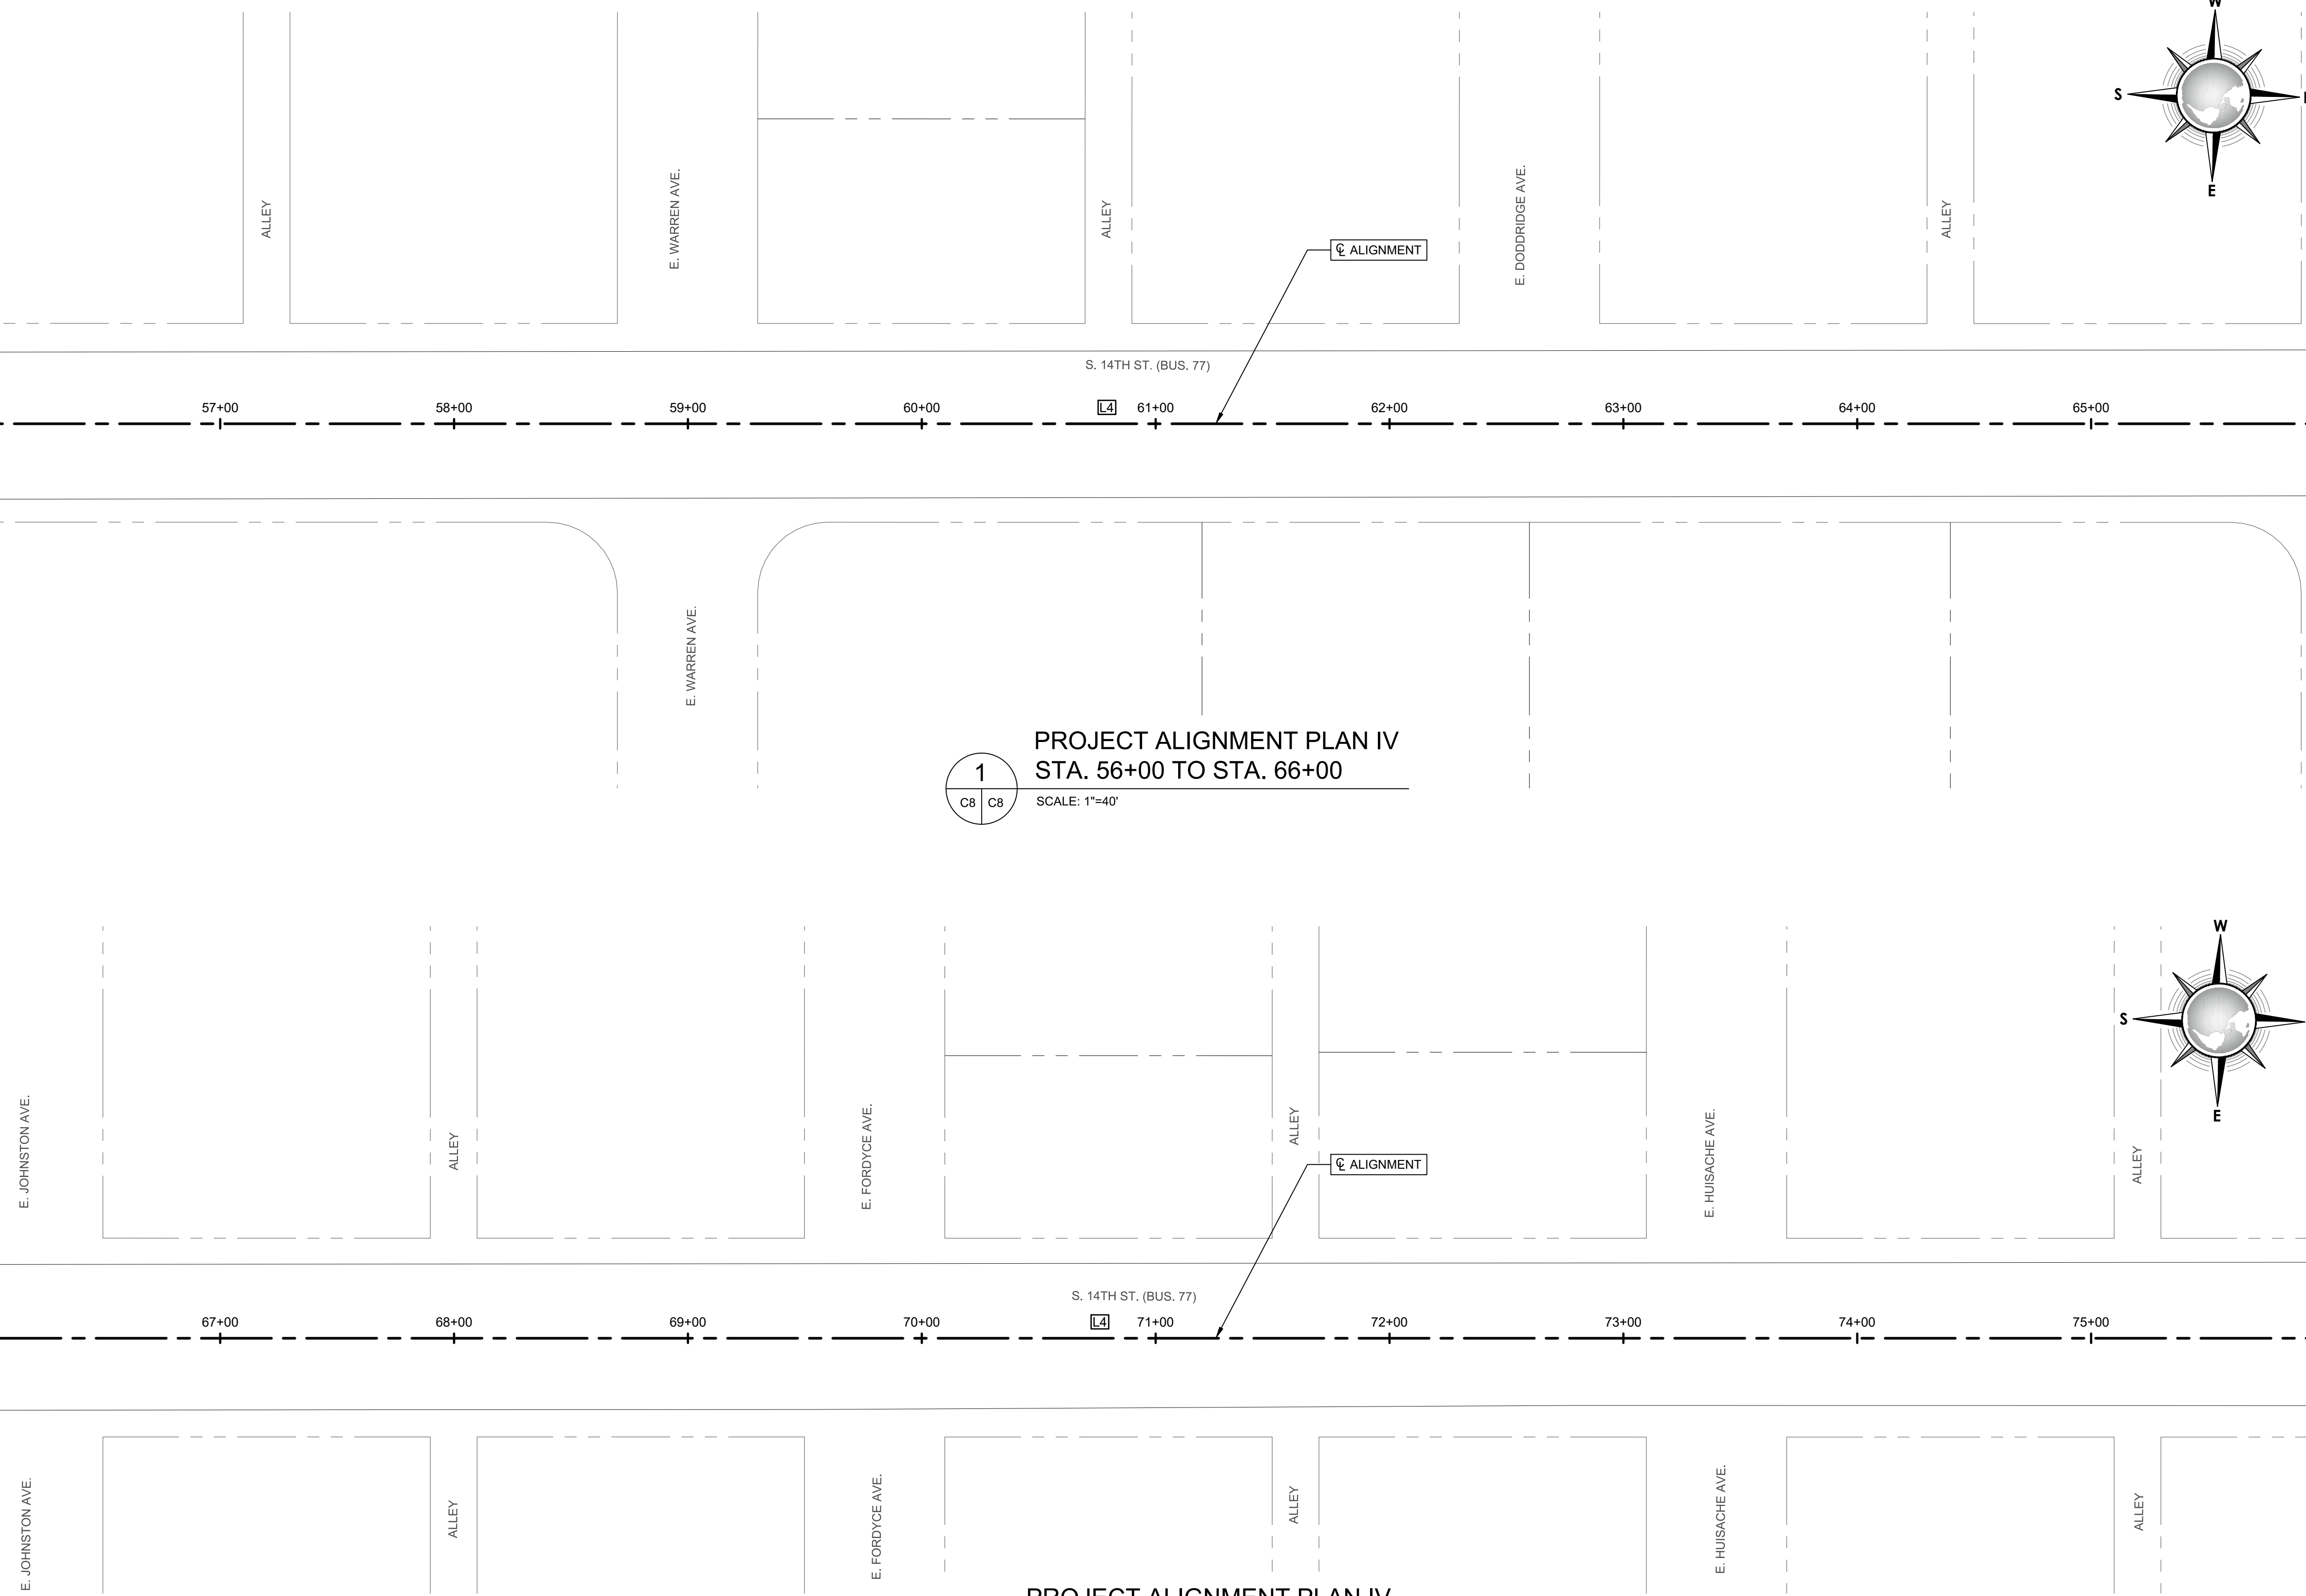 W
S
E
ALLEY
E. WARREN AVE.
ALLEY
E. DODDRIDGE AVE.
ALLEY
℄ ALIGNMENT
S. 14TH ST. (BUS. 77)
57+00
58+00
59+00
60+00
L4
61+00
62+00
63+00
64+00
65+00
E. WARREN AVE.
PROJECT ALIGNMENT PLAN IV
1
STA. 56+00 TO STA. 66+00
C8
C8
SCALE: 1"=40'
W
S
E
E. JOHNSTON AVE.
ALLEY
E. FORDYCE AVE.
ALLEY
E. HUISACHE AVE.
ALLEY
℄ ALIGNMENT
S. 14TH ST. (BUS. 77)
67+00
68+00
69+00
70+00
L4
71+00
72+00
73+00
74+00
75+00
E. JOHNSTON AVE.
ALLEY
E. FORDYCE AVE.
ALLEY
E. HUISACHE AVE.
ALLEY
PROJECT ALIGNMENT PLAN IV